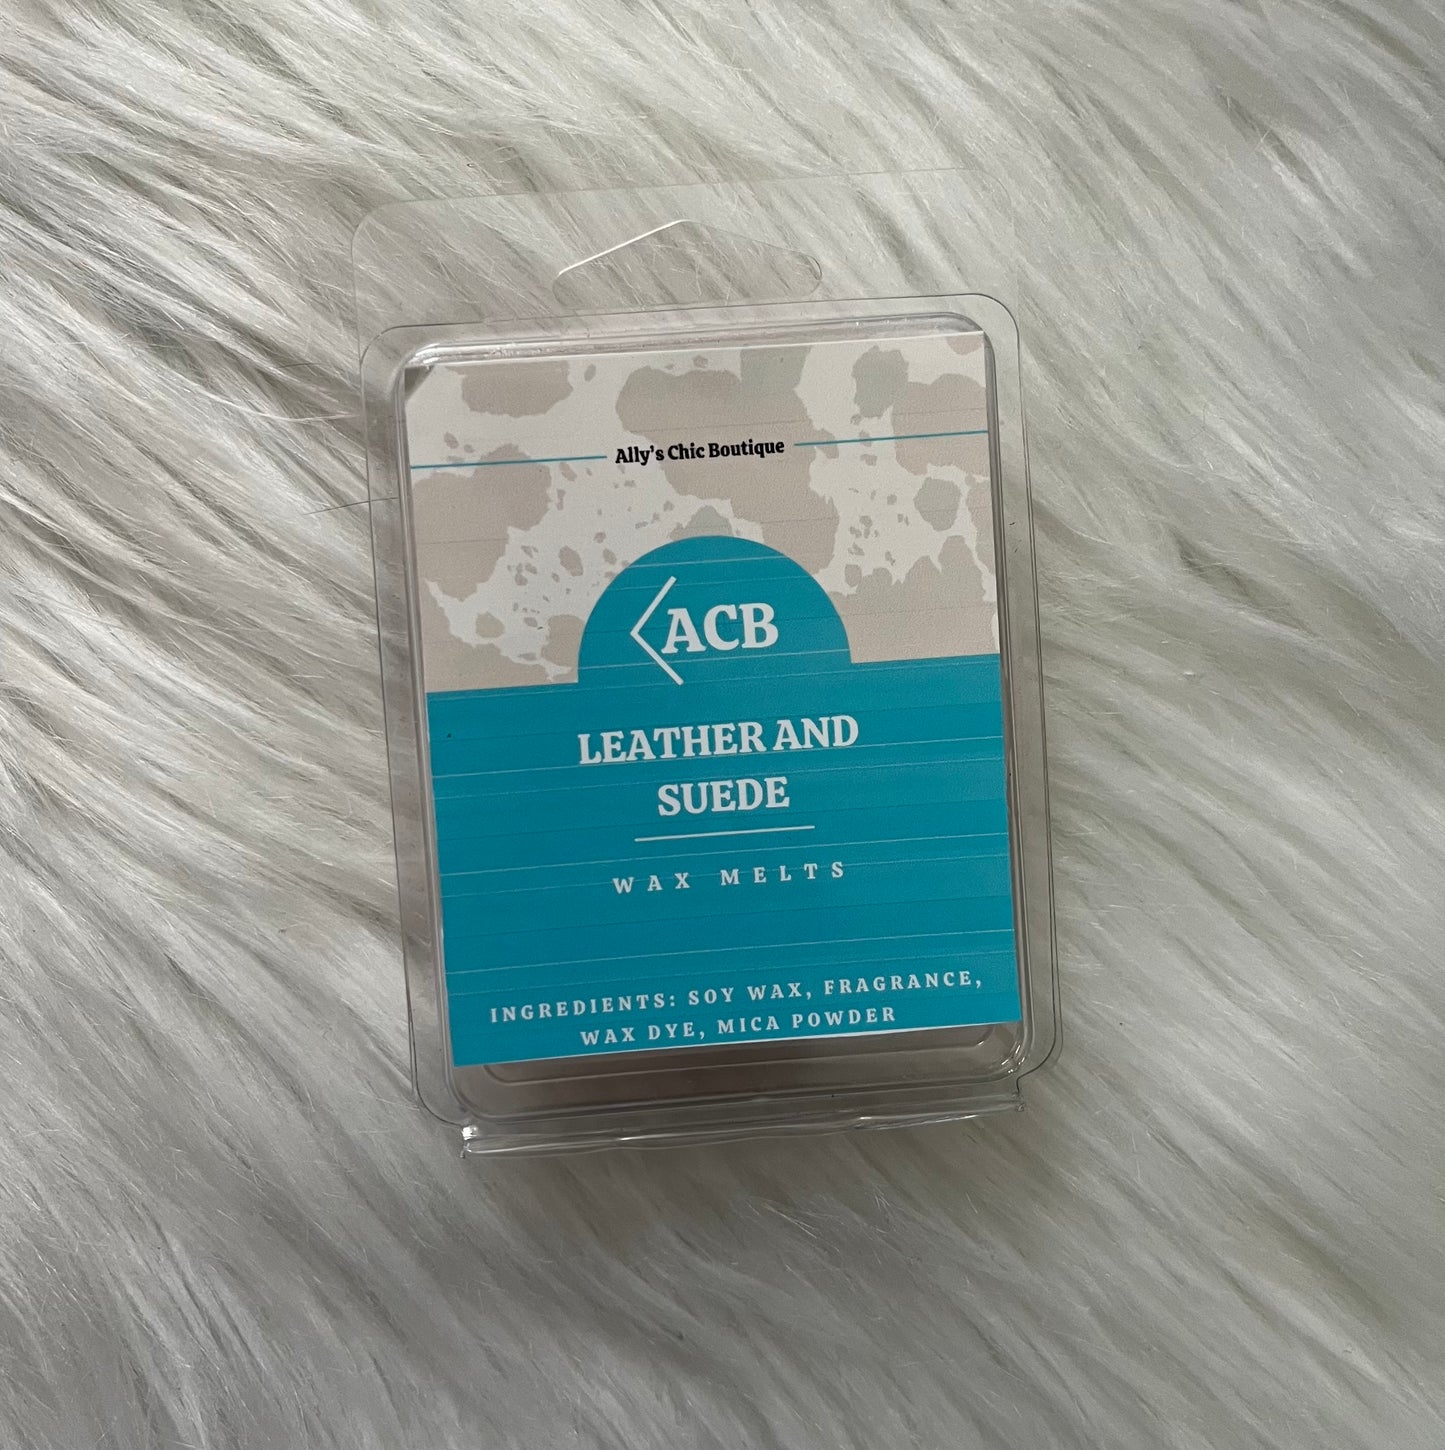 Ally's Chic Boutique
ACB
LEATHER AND
SUEDE
WAX MELTS
INGREDIENTS: SOY WAX, FRAGRANCE,
WAX DYE, MICA POWDER